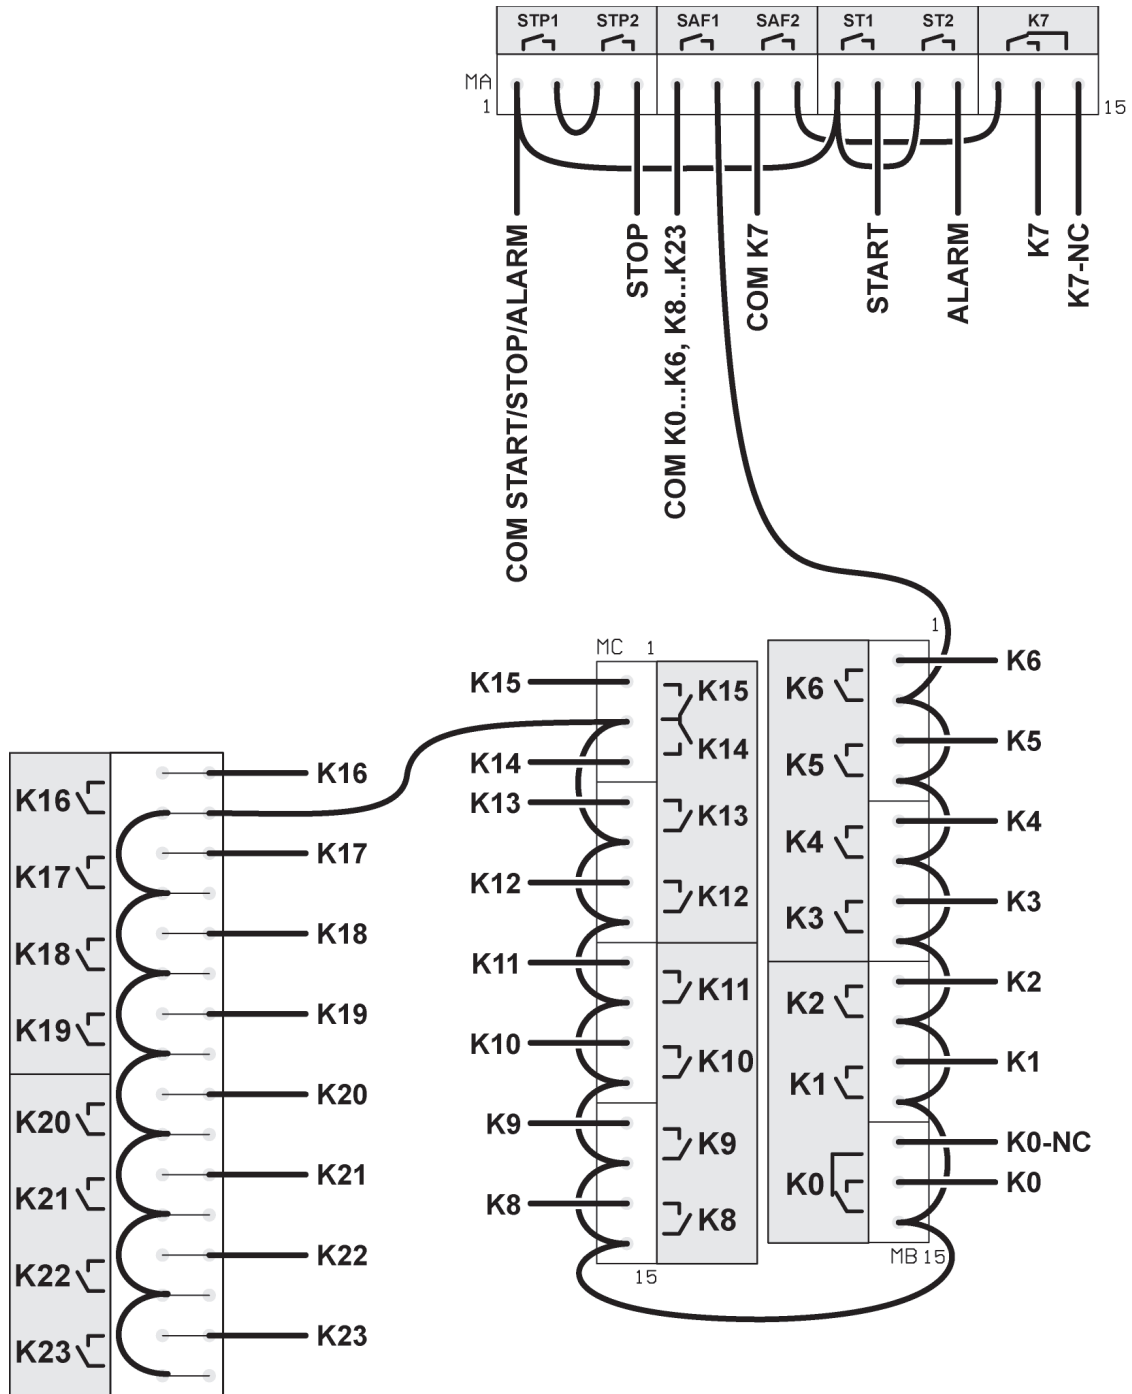 STP1 STP2 SAF1 SAF2 ST1 ST2 K7
MA
1 15
COM START/STOP/ALARM
STOP
COM K0...K6, K8...K23
COM K7
START
ALARM
K7
K7-NC
MC 1
K15
K14
K13
K12
K11
K10
K9
K8
K15
K14
K13
K12
K11
K10
K9
K8
15
1
K6
K5
K4
K3
K2
K1
K0
K6
K5
K4
K3
K2
K1
K0-NC
K0
MB 15
K16
K17
K18
K19
K20
K21
K22
K23
K16
K17
K18
K19
K20
K21
K22
K23